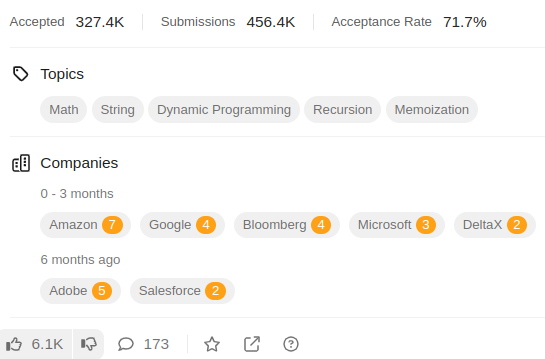 Accepted 327.4K Submissions 456.4K Acceptance Rate 71.7%
Topics
Math String Dynamic Programming Recursion Memoization
Companies
0 - 3 months
Amazon 7 Google 4 Bloomberg 4 Microsoft 3 DeltaX 2
6 months ago
Adobe 5 Salesforce 2
6.1K 173